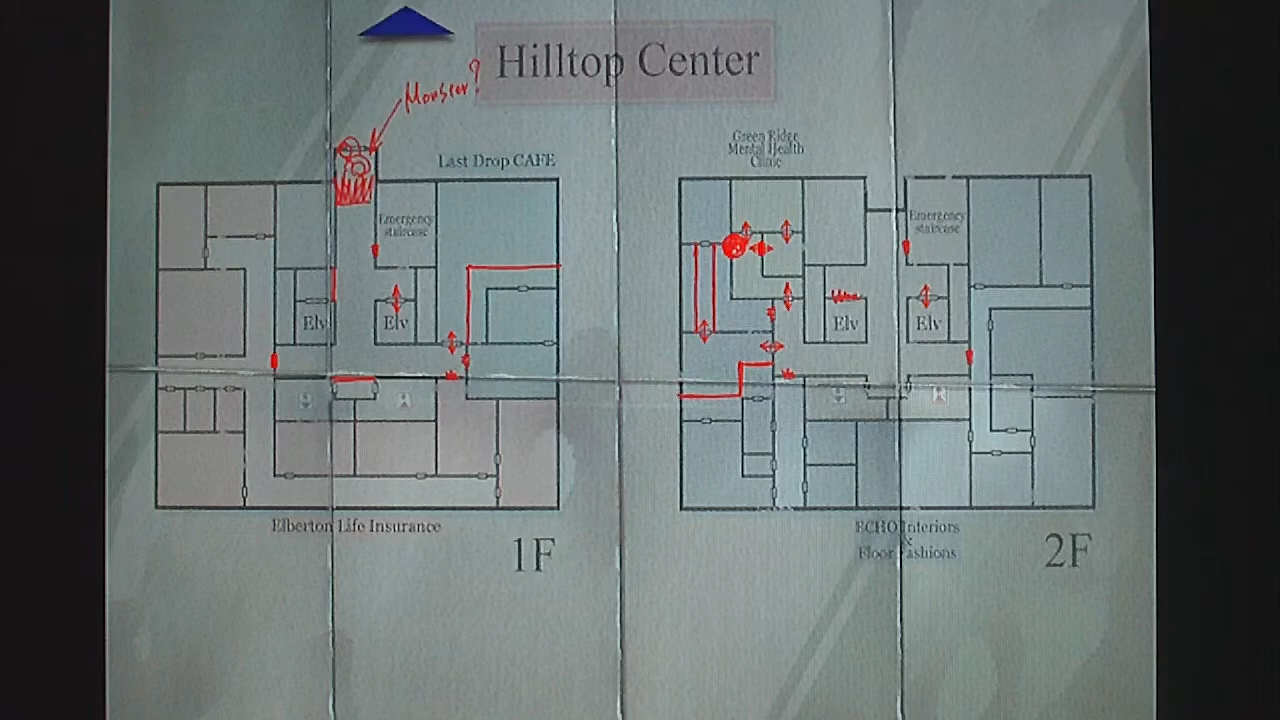 Hilltop Center
Monster?
Last Drop CAFE
Emergency
staircase
Elv
Elv
Elberton Life Insurance
1F
Green Ridge
Mental Health
Clinic
Emergency
staircase
Elv
Elv
ECHO Interiors
&
Floor Fashions
2F